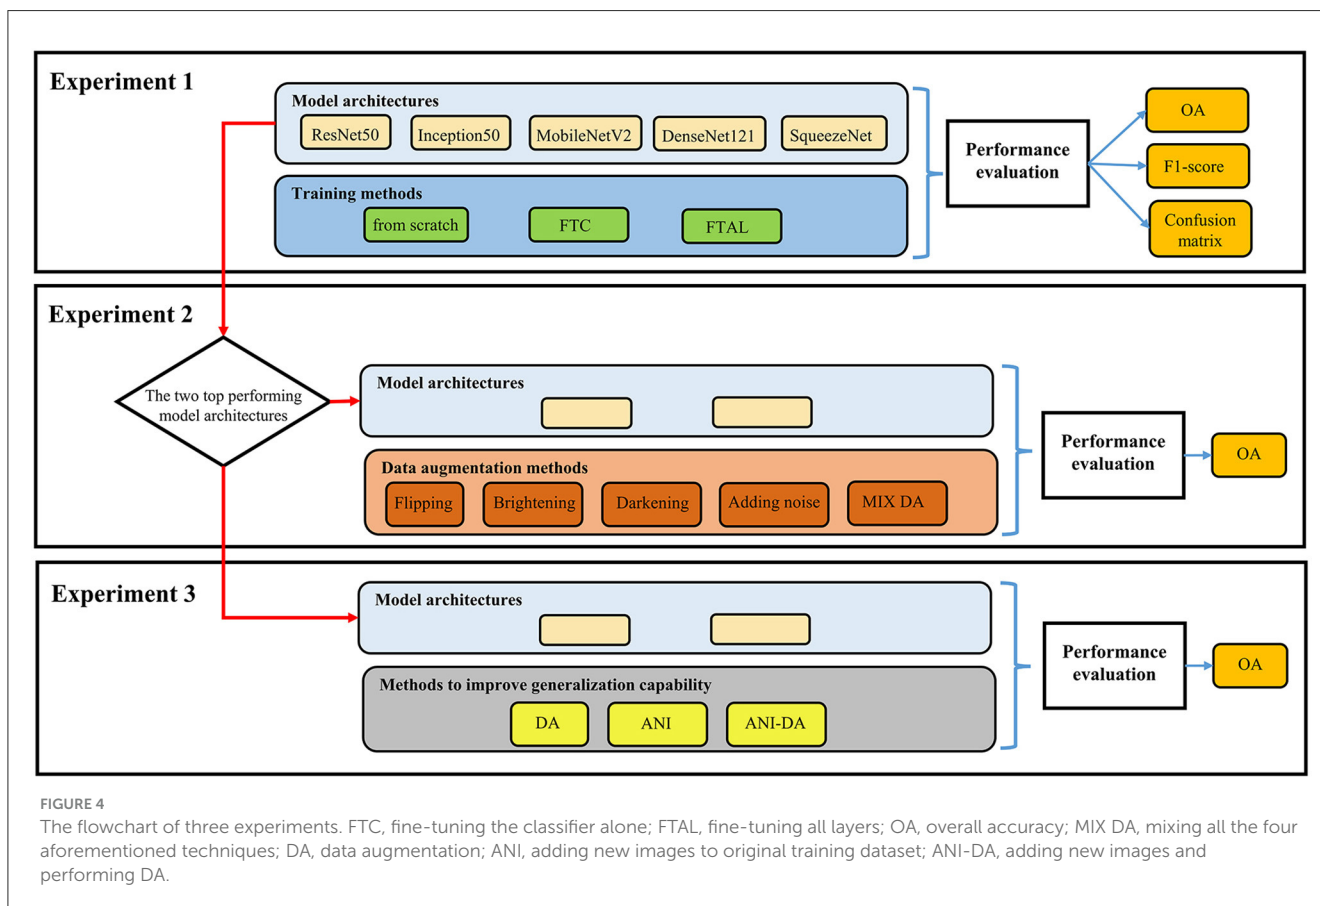 Experiment 1
Model architectures
ResNet50
Inception50
MobileNetV2
DenseNet121
SqueezeNet
Training methods
from scratch
FTC
FTAL
Performance
evaluation
OA
F1-score
Confusion
matrix
Experiment 2
The two top performing
model architectures
Model architectures
Data augmentation methods
Flipping
Brightening
Darkening
Adding noise
MIX DA
Performance
evaluation
OA
Experiment 3
Model architectures
Methods to improve generalization capability
DA
ANI
ANI-DA
Performance
evaluation
OA
FIGURE 4
The flowchart of three experiments. FTC, fine-tuning the classifier alone; FTAL, fine-tuning all layers; OA, overall accuracy; MIX DA, mixing all the four
aforementioned techniques; DA, data augmentation; ANI, adding new images to original training dataset; ANI-DA, adding new images and
performing DA.